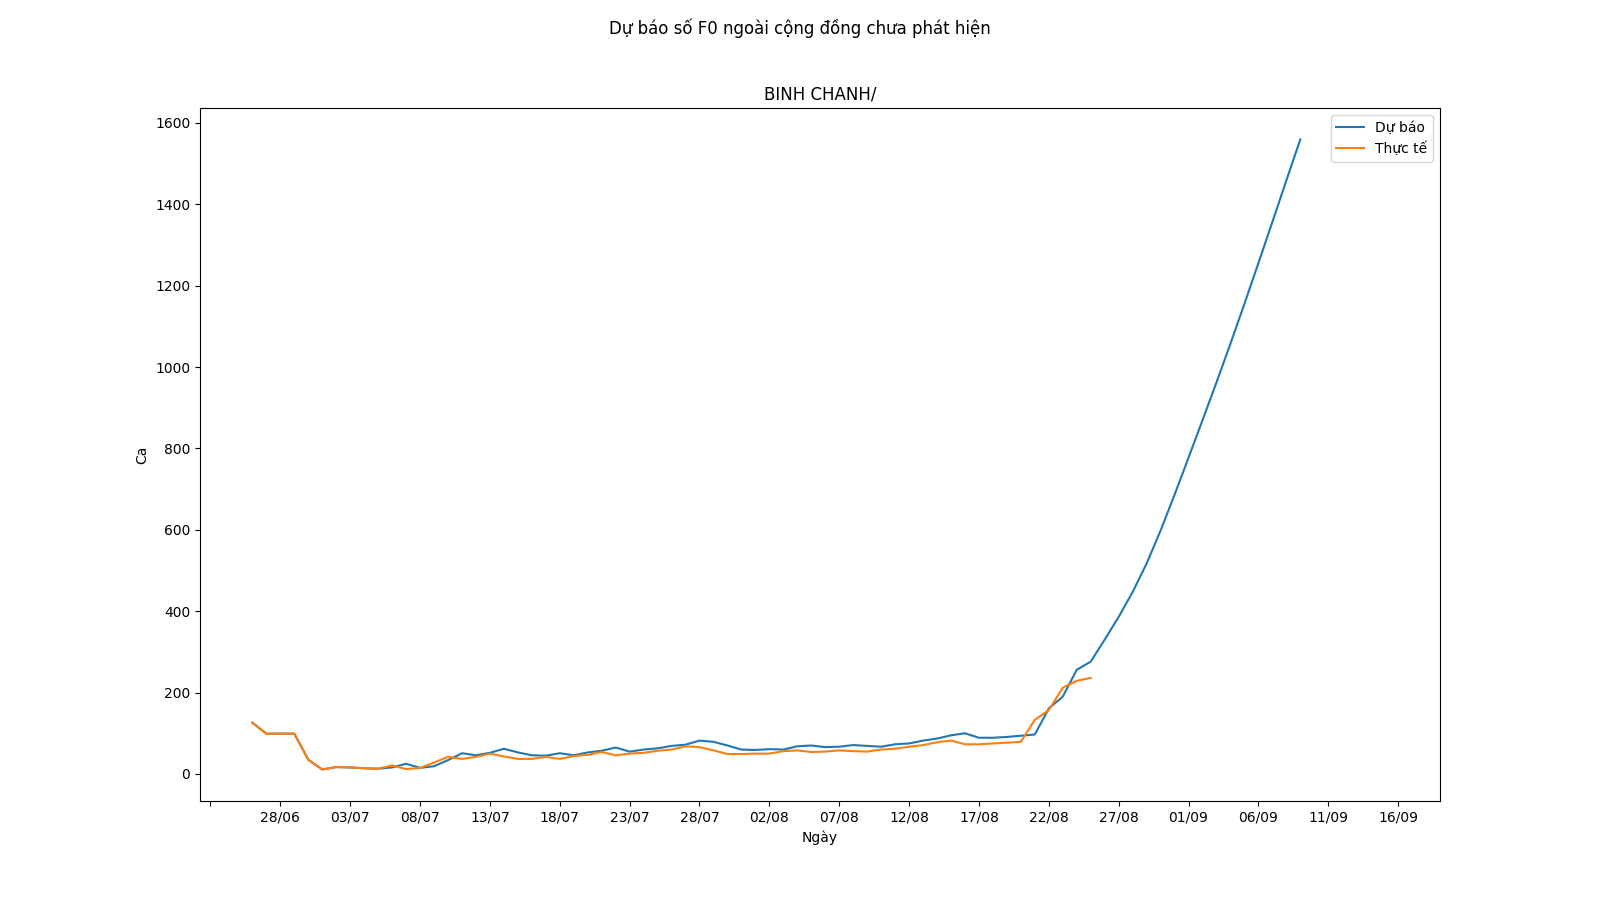 Dự báo số F0 ngoài cộng đồng chưa phát hiện
BINH CHANH/
Dự báo
Thực tế
1600
1400
1200
1000
800
600
400
200
0
Ca
28/06 03/07 08/07 13/07 18/07 23/07 28/07 02/08 07/08 12/08 17/08 22/08 27/08 01/09 06/09 11/09 16/09
Ngày